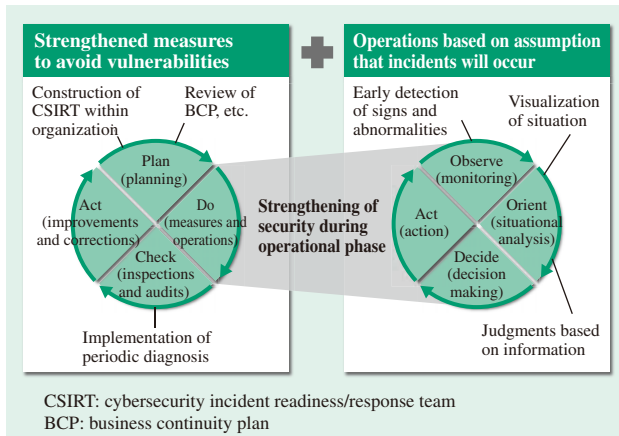 Strengthened measures
to avoid vulnerabilities
Construction of
CSIRT within
organization
Review of
BCP, etc.
Plan
(planning)
Do
(measures and
operations)
Check
(inspections
and audits)
Act
(improvements
and corrections)
Implementation of
periodic diagnosis
Strengthening of
security during
operational phase
Operations based on assumption
that incidents will occur
Early detection
of signs and
abnormalities
Visualization
of situation
Observe
(monitoring)
Orient
(situational
analysis)
Decide
(decision
making)
Act
(action)
Judgments based
on information
CSIRT: cybersecurity incident readiness/response team
BCP: business continuity plan